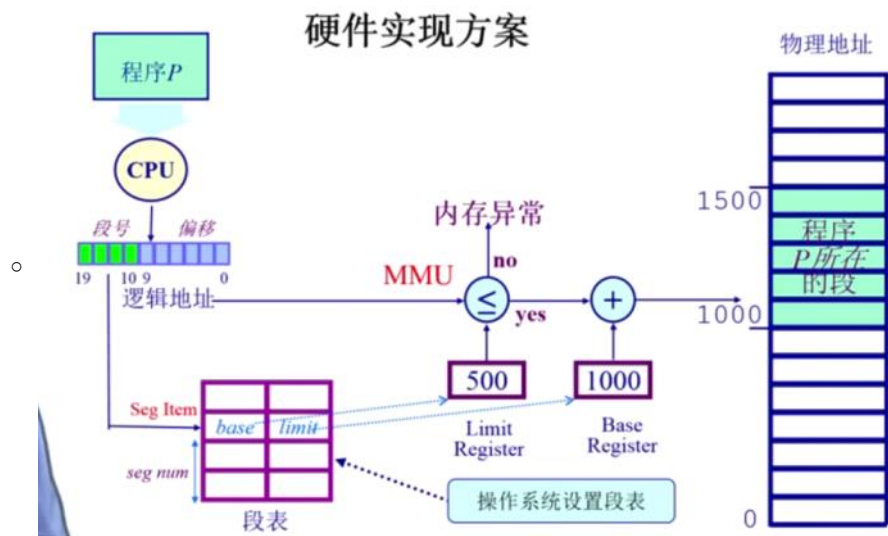 硬件实现方案
物理地址
程序P
CPU
段号
偏移
19
10 9
0
逻辑地址
内存异常
no
MMU
≤
yes
+
1500
程序
P所在
的段
1000
500
1000
Limit
Register
Base
Register
Seg Item
base
limit
seg num
段表
操作系统设置段表
0